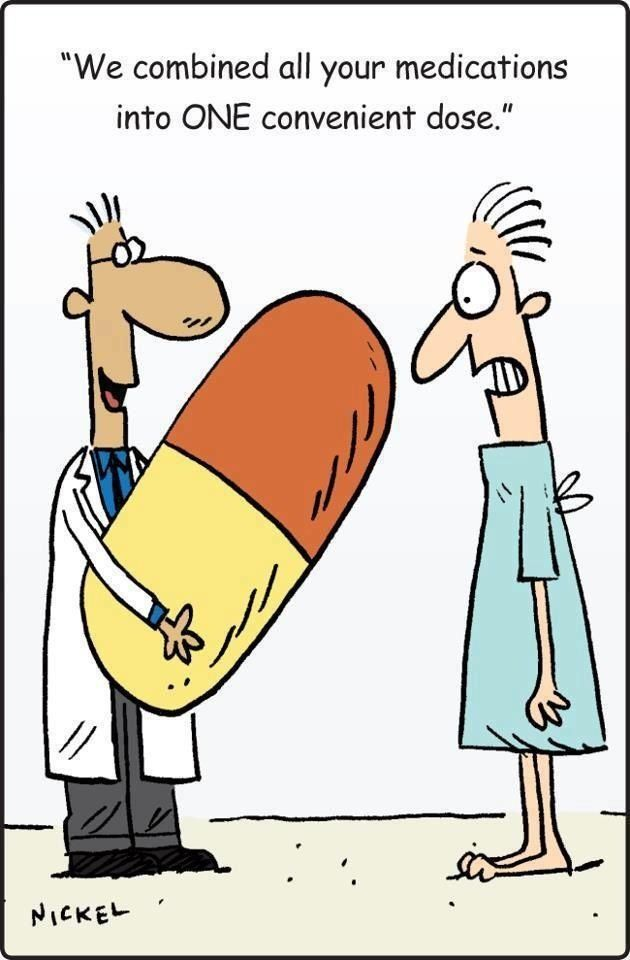 “We combined all your medications
into ONE convenient dose.”
NICKEL